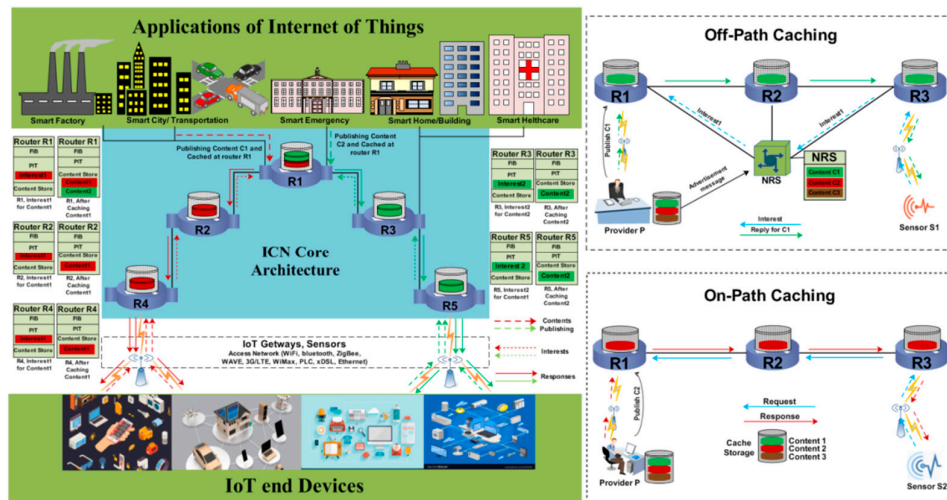 Applications of Internet of Things
Smart Factory
Smart City/ Transportation
Smart Emergency
Smart Home/Building
Smart Helthcare
Publishing Content C1 and
Cached at router R1
Publishing Content
C2 and Cached at
router R1
R1
R2
R3
R4
R5
ICN Core
Architecture
Router R1
FIB
PIT
Interest1
Content Store
R1, Interest1
for Content1
Router R1
FIB
PIT
Content Store
Content1
Content2
R1, After
Caching
Content1
Router R2
FIB
PIT
Interest1
Content Store
R2, Interest1
for Content1
Router R2
FIB
PIT
Content Store
Content1
R2, After
Caching
Content1
Router R4
FIB
PIT
Interest1
Content Store
R4, Interest1
for Content1
Router R4
FIB
PIT
Content Store
Content1
R4, After
Caching
Content1
Router R3
FIB
PIT
Interest2
Content Store
R3, Interest2
for Content2
Router R3
FIB
PIT
Content Store
Content2
R3, After
Caching
Content2
Router R5
FIB
PIT
Interest 2
Content Store
R5, Interest2
for Content1
Router R5
FIB
PIT
Content Store
Content2
After
Caching
Content2
IoT Getways, Sensors
Access Network (WiFi, bluetooth, ZigBee,
WAVE, 3G/LTE, WiMax, PLC, xDSL, Ethernet)
Contents
Publishing
Interests
Responses
IoT end Devices
Off-Path Caching
R1
R2
R3
Publish C1
Interest1
Interest1
NRS
NRS
Content C1
Content C2
Content C3
Advertisement
message
Provider P
Interest
Reply for C1
Sensor S1
On-Path Caching
R1
R2
R3
Publish C2
Request
Response
Cache
Storage
Content 1
Content 2
Content 3
Provider P
Sensor S2